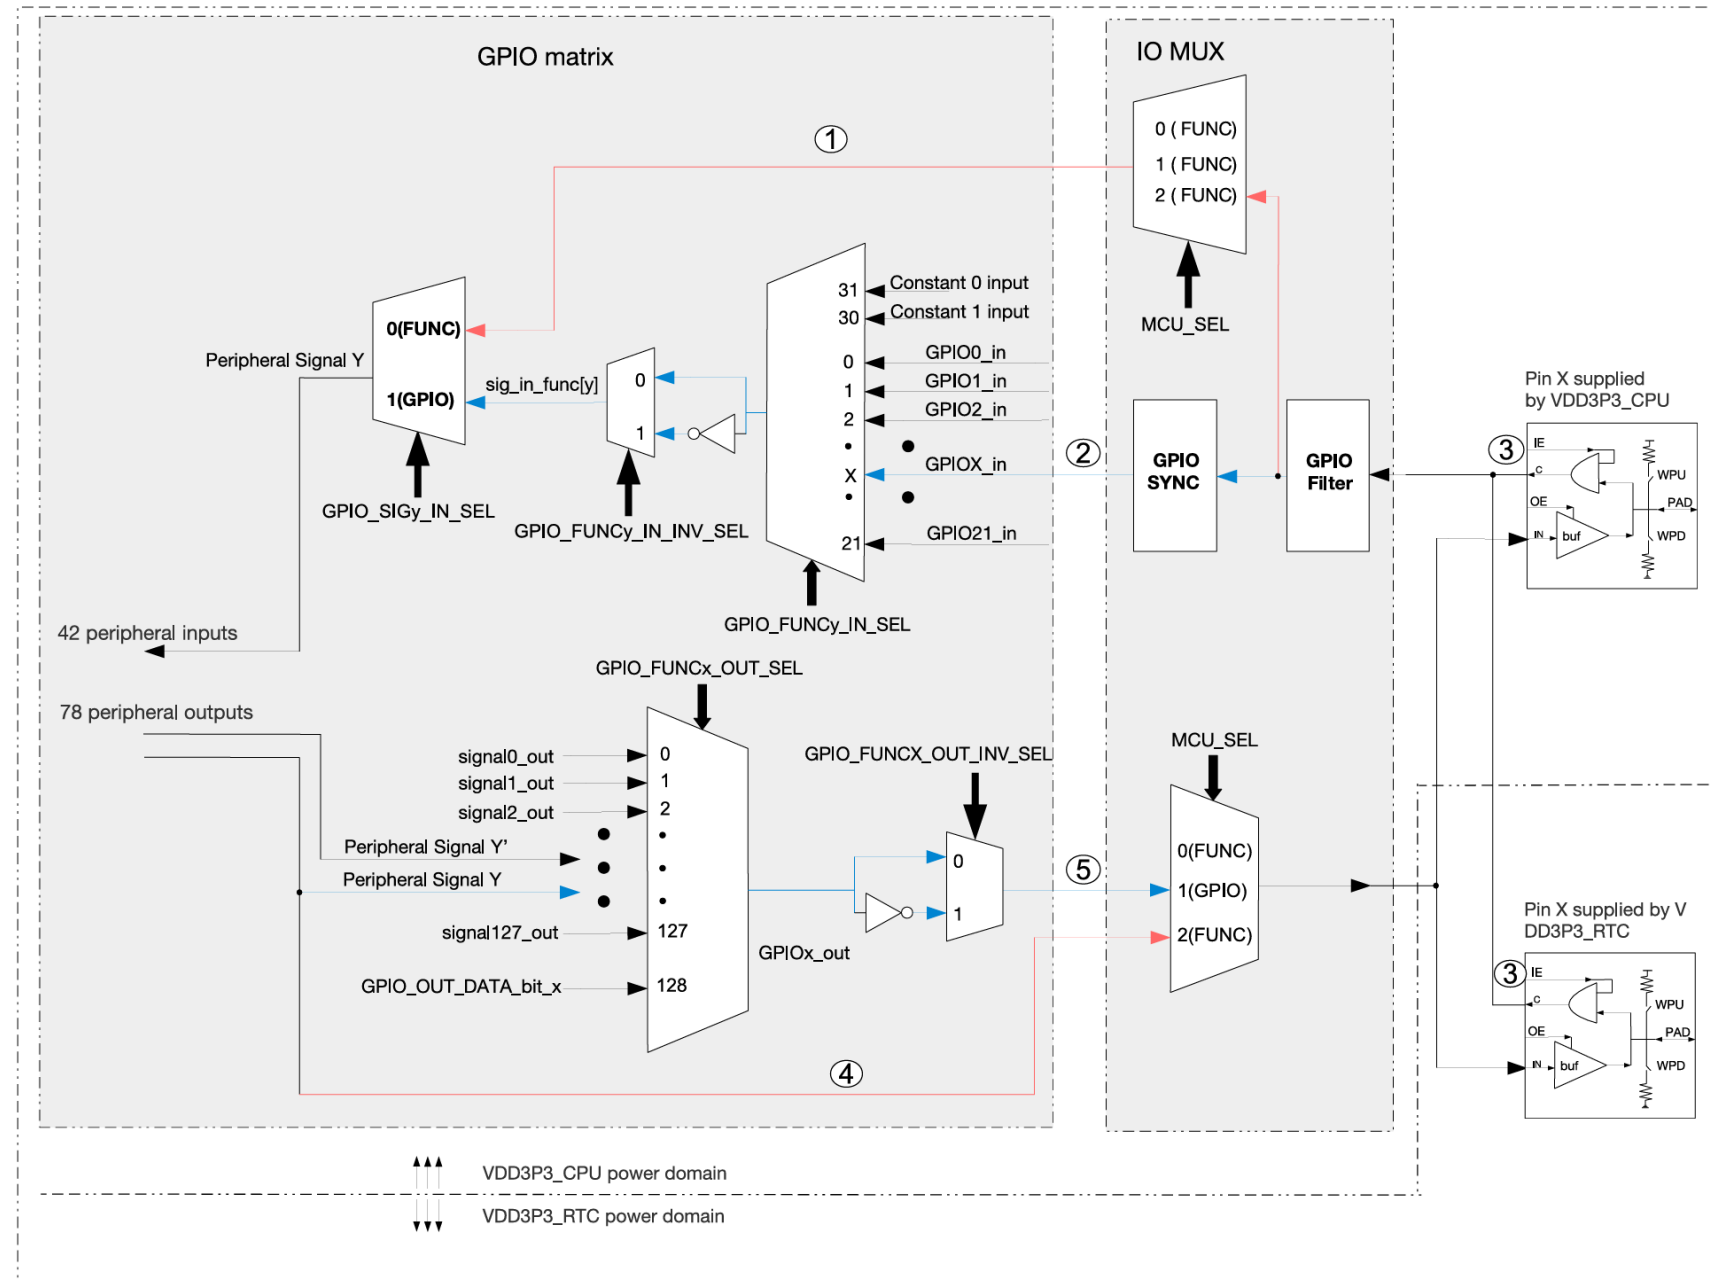 GPIO matrix
IO MUX
1
0 ( FUNC)
1 ( FUNC)
2 ( FUNC)
MCU_SEL
31
Constant 0 input
30
Constant 1 input
0
GPIO0_in
1
GPIO1_in
2
GPIO2_in
X
GPIOX_in
21
GPIO21_in
2
GPIO_FUNCy_IN_SEL
0
1
GPIO_FUNCy_IN_INV_SEL
sig_in_func[y]
0(FUNC)
1(GPIO)
GPIO_SIGy_IN_SEL
Peripheral Signal Y
42 peripheral inputs
GPIO
SYNC
GPIO
Filter
Pin X supplied
by VDD3P3_CPU
3
IE
C
OE
IN
buf
WPU
PAD
WPD
78 peripheral outputs
GPIO_FUNCx_OUT_SEL
signal0_out
0
signal1_out
1
signal2_out
2
Peripheral Signal Y'
Peripheral Signal Y
signal127_out
127
GPIO_OUT_DATA_bit_x
128
GPIOx_out
GPIO_FUNCX_OUT_INV_SEL
0
1
5
4
MCU_SEL
0(FUNC)
1(GPIO)
2(FUNC)
Pin X supplied by V
DD3P3_RTC
3
IE
C
OE
IN
buf
WPU
PAD
WPD
VDD3P3_CPU power domain
VDD3P3_RTC power domain